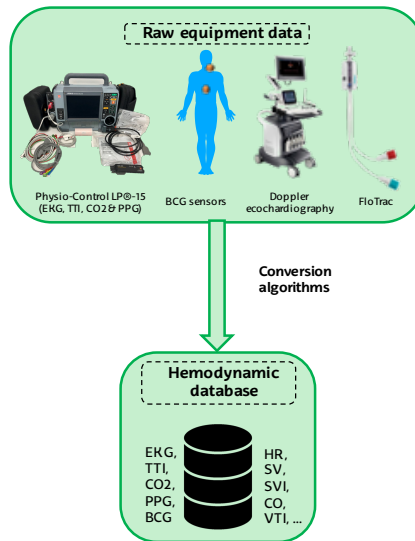 Raw equipment data
Physio-Control LP®-15
(EKG, TTI, CO2 & PPG)
BCG sensors
Doppler
ecochardiography
FloTrac
Conversion
algorithms
Hemodynamic
database
EKG,
TTI,
CO2,
PPG,
BCG
HR,
SV,
SVI,
CO,
VTI, ...